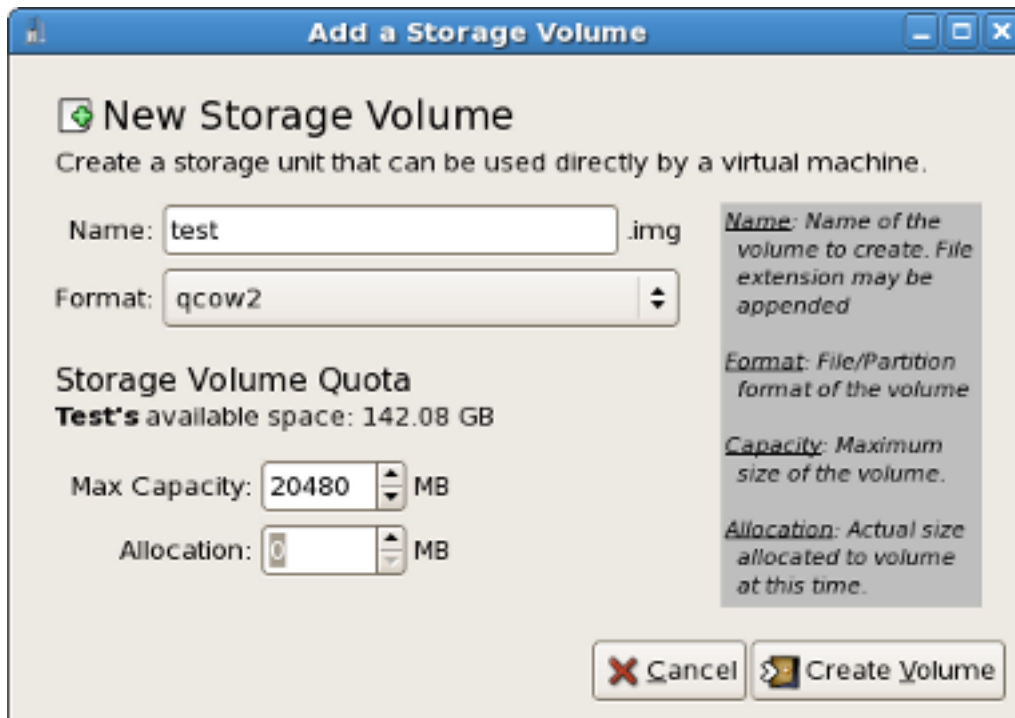 Add a Storage Volume
New Storage Volume
Create a storage unit that can be used directly by a virtual machine.
Name: test .img
Format: qcow2
Storage Volume Quota
Test's available space: 142.08 GB
Max Capacity: 20480 MB
Allocation: 0 MB
Name: Name of the
volume to create. File
extension may be
appended
Format: File/Partition
format of the volume
Capacity: Maximum
size of the volume.
Allocation: Actual size
allocated to volume
at this time.
Cancel
Create Volume